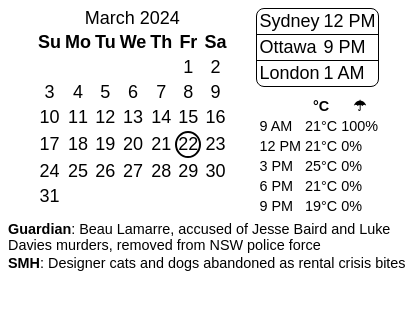 March 2024
Su Mo Tu We Th Fr Sa
1 2
3 4 5 6 7 8 9
10 11 12 13 14 15 16
17 18 19 20 21 22 23
24 25 26 27 28 29 30
31
Sydney 12 PM
Ottawa 9 PM
London 1 AM
°C ☂
9 AM 21°C 100%
12 PM 21°C 0%
3 PM 25°C 0%
6 PM 21°C 0%
9 PM 19°C 0%
Guardian: Beau Lamarre, accused of Jesse Baird and Luke
Davies murders, removed from NSW police force
SMH: Designer cats and dogs abandoned as rental crisis bites